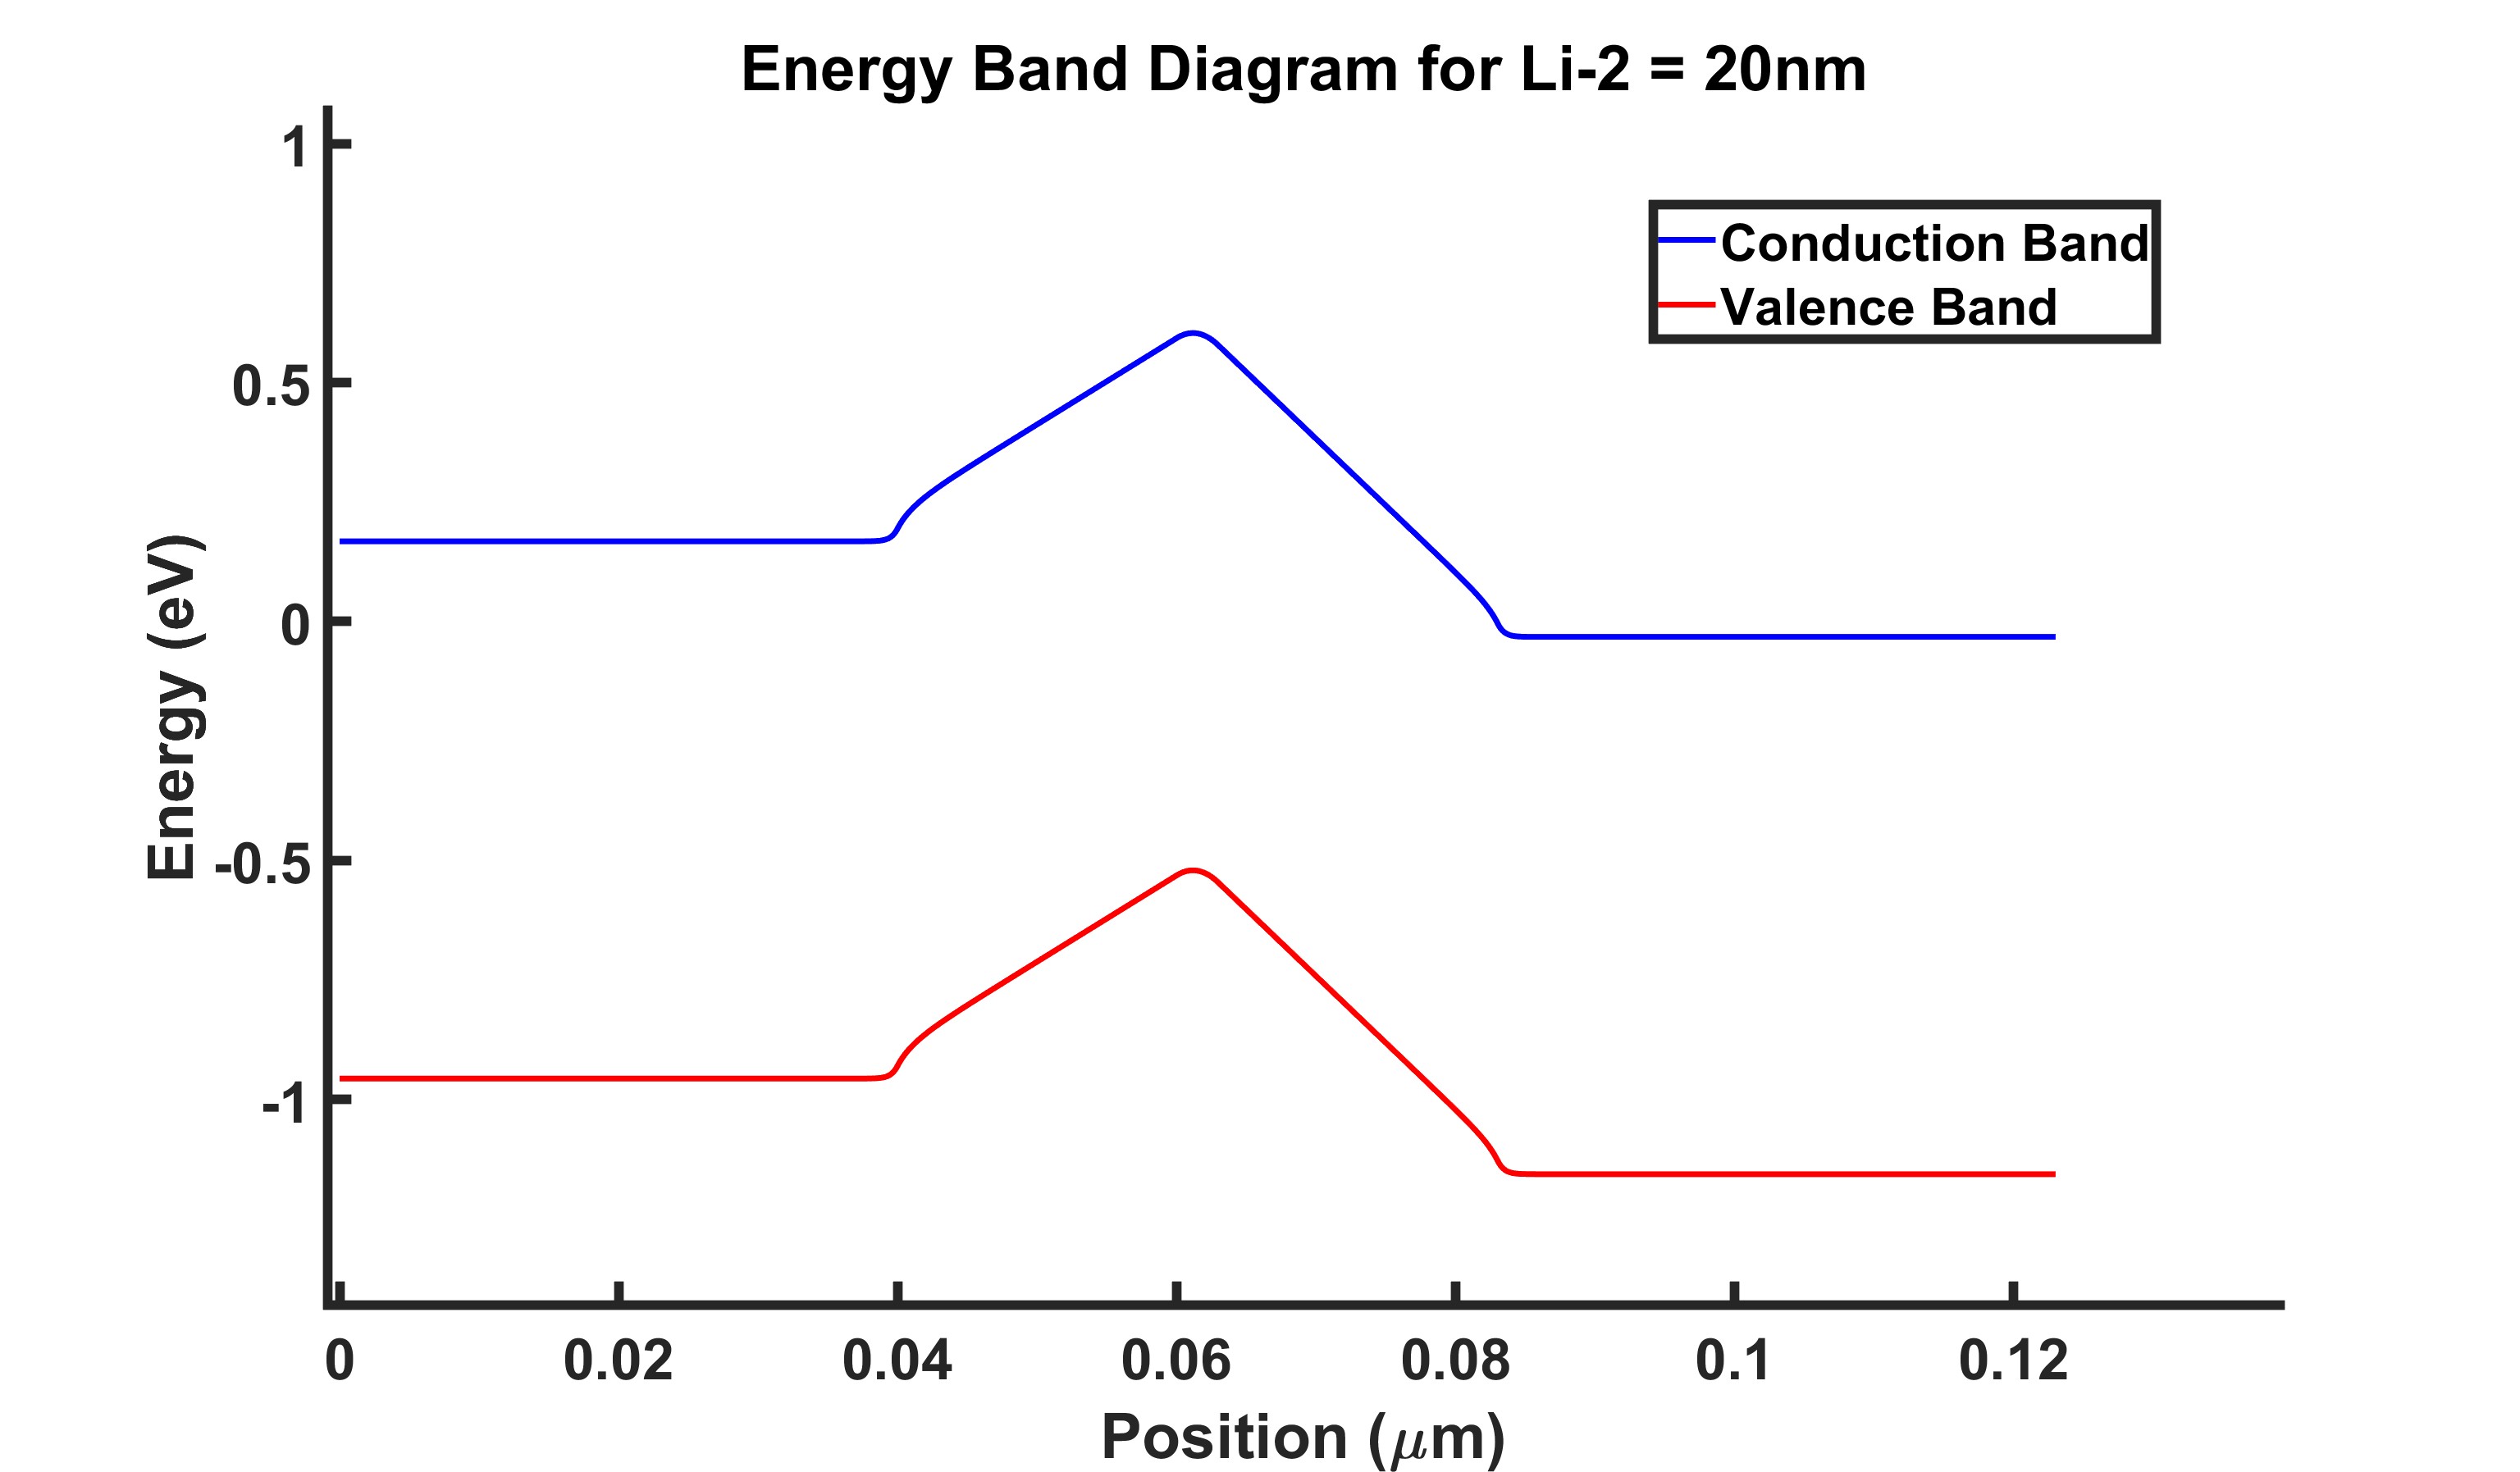 Energy Band Diagram for Li-2 = 20nm
1
0.5
0
-0.5
-1
Energy (eV)
Conduction Band
Valence Band
0 0.02 0.04 0.06 0.08 0.1 0.12
Position (μm)